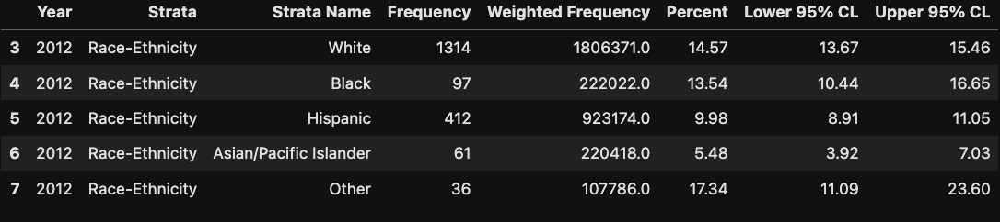 Year Strata Strata Name Frequency Weighted Frequency Percent Lower 95% CL Upper 95% CL
3 2012 Race-Ethnicity White 1314 1806371.0 14.57 13.67 15.46
4 2012 Race-Ethnicity Black 97 222022.0 13.54 10.44 16.65
5 2012 Race-Ethnicity Hispanic 412 923174.0 9.98 8.91 11.05
6 2012 Race-Ethnicity Asian/Pacific Islander 61 220418.0 5.48 3.92 7.03
7 2012 Race-Ethnicity Other 36 107786.0 17.34 11.09 23.60